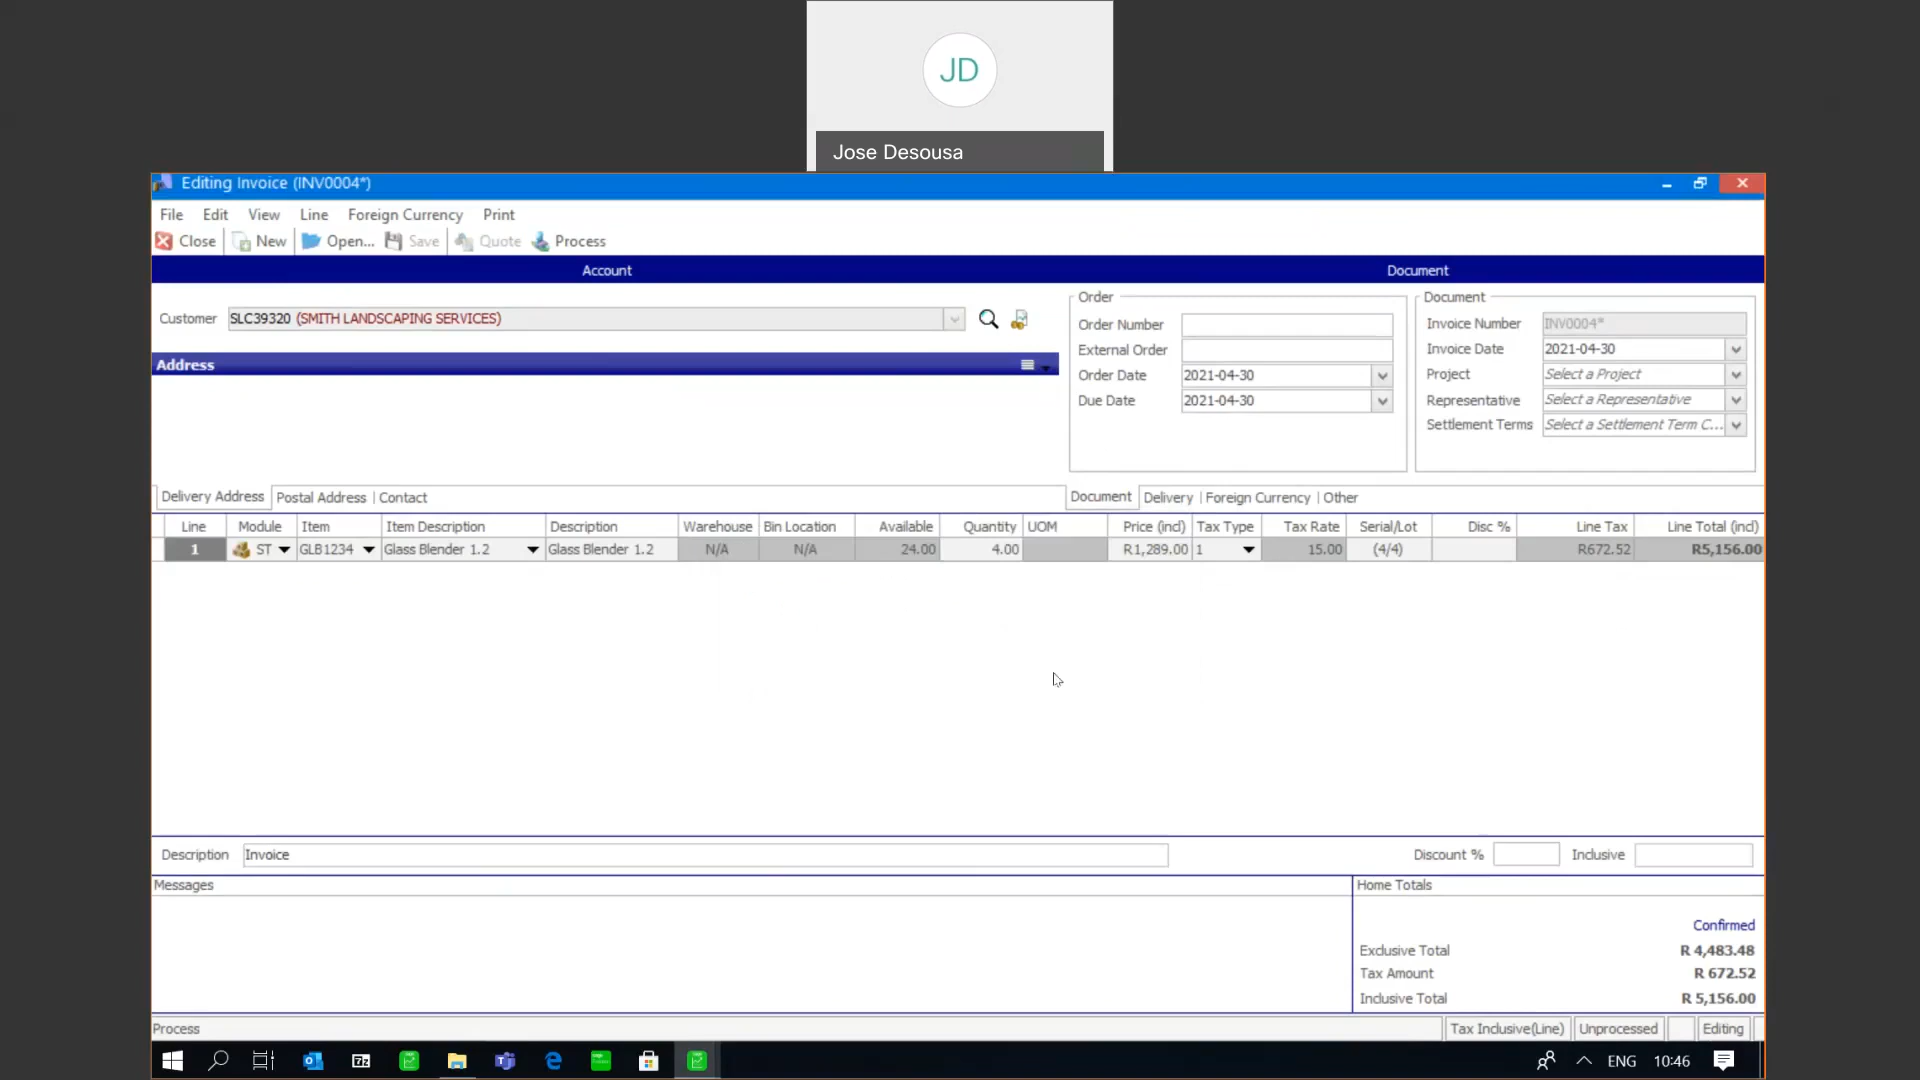 JD
Jose Desousa
Editing Invoice (INV0004*)
File Edit View Line Foreign Currency Print
Close New Open... Save Quote Process
Account Document
Customer SLC39320 (SMITH LANDSCAPING SERVICES)
Address
Order
Order Number
External Order
Order Date 2021-04-30
Due Date 2021-04-30
Document
Invoice Number INV0004*
Invoice Date 2021-04-30
Project Select a Project
Representative Select a Representative
Settlement Terms Select a Settlement Term C...
Delivery Address Postal Address | Contact
Document Delivery | Foreign Currency | Other
Line Module Item Item Description Description Warehouse Bin Location Available Quantity UOM Price (incl) Tax Type Tax Rate Serial/Lot Disc % Line Tax Line Total (incl)
1 ST GLB1234 Glass Blender 1.2 Glass Blender 1.2 N/A N/A 24.00 4.00 R1,289.00 1 15.00 (4/4) R672.52 R5,156.00
Description Invoice Discount % Inclusive
Messages
Home Totals
Confirmed
Exclusive Total R 4,483.48
Tax Amount R 672.52
Inclusive Total R 5,156.00
Process Tax Inclusive(Line) Unprocessed Editing
ENG 10:46